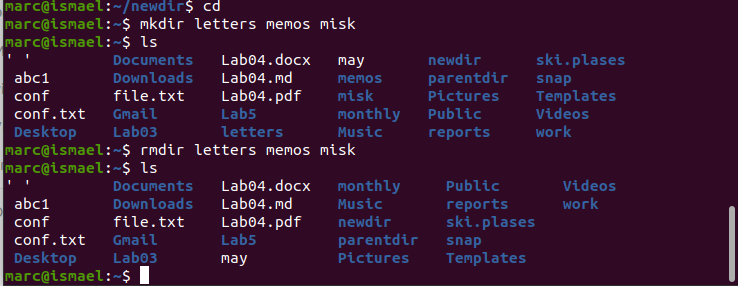 marc@ismael:~/newdir$ cd
marc@ismael:~$ mkdir letters memos misk
marc@ismael:~$ ls
' '        Documents  Lab04.docx  may      newdir     ski.plases
 abc1      Downloads  Lab04.md    memos    parentdir  snap
 conf      file.txt   Lab04.pdf   misk     Pictures   Templates
 conf.txt  Gmail      Lab5        monthly  Public     Videos
 Desktop   Lab03      letters     Music    reports    work
marc@ismael:~$ rmdir letters memos misk
marc@ismael:~$ ls
' '        Documents  Lab04.docx  monthly    Public      Videos
 abc1      Downloads  Lab04.md    Music      reports     work
 conf      file.txt   Lab04.pdf   newdir     ski.plases
 conf.txt  Gmail      Lab5        parentdir  snap
 Desktop   Lab03      may         Pictures   Templates
marc@ismael:~$